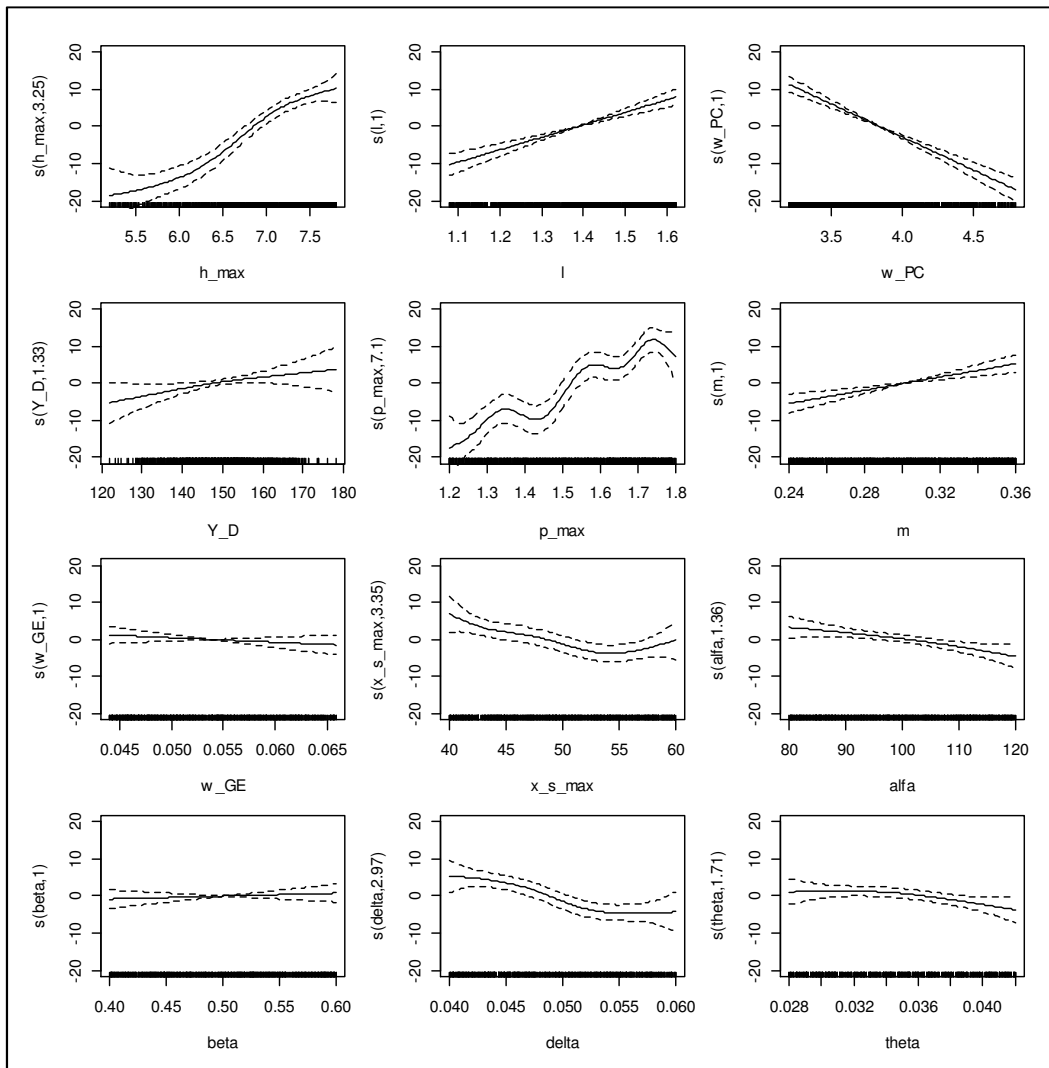 s(h_max,3.25)
-20 -10 0 10 20
5.5 6.0 6.5 7.0 7.5
h_max
s(l,1)
-20 -10 0 10 20
1.1 1.2 1.3 1.4 1.5 1.6
l
s(w_PC,1)
-20 -10 0 10 20
3.5 4.0 4.5
w_PC
s(Y_D,1.33)
-20 -10 0 10 20
120 130 140 150 160 170 180
Y_D
s(p_max,7.1)
-20 -10 0 10 20
1.2 1.3 1.4 1.5 1.6 1.7 1.8
p_max
s(m,1)
-20 -10 0 10 20
0.24 0.28 0.32 0.36
m
s(w_GE,1)
-20 -10 0 10 20
0.045 0.050 0.055 0.060 0.065
w_GE
s(x_s_max,3.35)
-20 -10 0 10 20
40 45 50 55 60
x_s_max
s(alfa,1.36)
-20 -10 0 10 20
80 90 100 110 120
alfa
s(beta,1)
-20 -10 0 10 20
0.40 0.45 0.50 0.55 0.60
beta
s(delta,2.97)
-20 -10 0 10 20
0.040 0.045 0.050 0.055 0.060
delta
s(theta,1.71)
-20 -10 0 10 20
0.028 0.032 0.036 0.040
theta